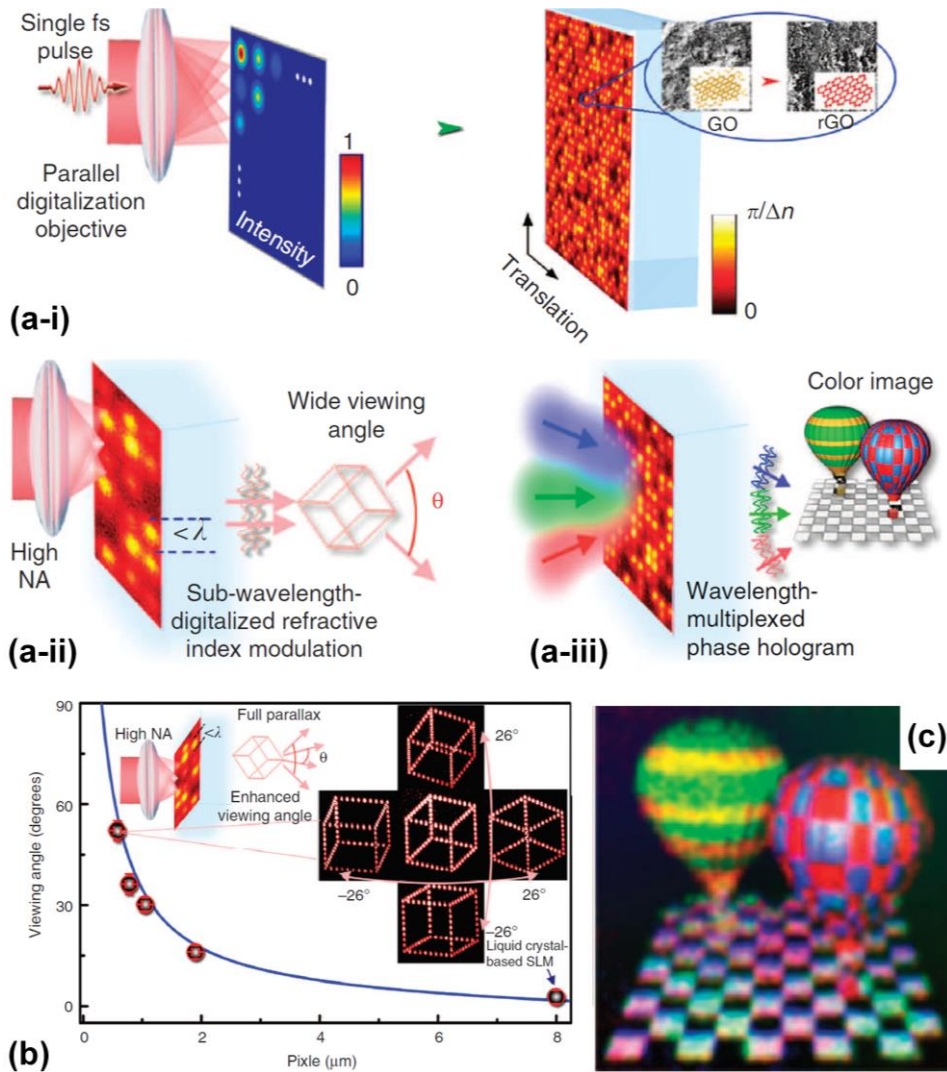 Single fs
pulse
Parallel
digitalization
objective
Intensity
1
0
GO
rGO
π/Δn
0
Translation
(a-i)
High
NA
<λ
Wide viewing
angle
θ
Sub-wavelength-
digitalized refractive
index modulation
(a-ii)
Color image
Wavelength-
multiplexed
phase hologram
(a-iii)
90
60
30
0
Viewing angle (degrees)
0
2
4
6
8
Pixle (μm)
High NA
<λ
Full parallax
θ
Enhanced
viewing angle
26°
-26°
26°
-26°
Liquid crystal-
based SLM
(b)
(c)